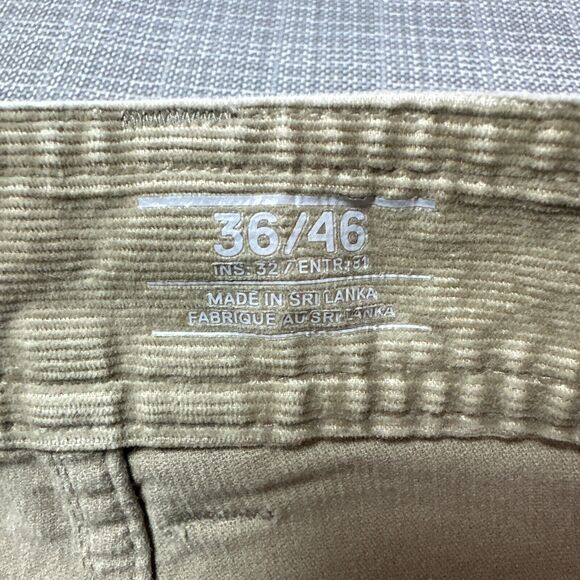 36/46
INS: 32 / ENTR: 81
MADE IN SRI LANKA
FABRIQUE AU SRI LANKA